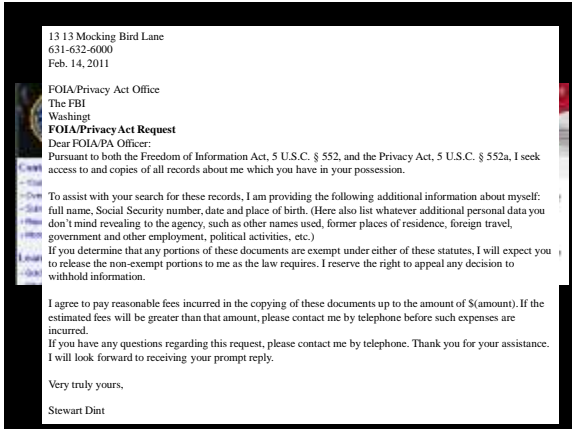 13 13 Mocking Bird Lane
631-632-6000
Feb. 14, 2011
FOIA/Privacy Act Office
The FBI
Washingt
FOIA/Privacy Act Request
Dear FOIA/PA Officer:
Pursuant to both the Freedom of Information Act, 5 U.S.C. § 552, and the Privacy Act, 5 U.S.C. § 552a, I seek
access to and copies of all records about me which you have in your possession.
To assist with your search for these records, I am providing the following additional information about myself:
full name, Social Security number, date and place of birth. (Here also list whatever additional personal data you
don’t mind revealing to the agency, such as other names used, former places of residence, foreign travel,
government and other employment, political activities, etc.)
If you determine that any portions of these documents are exempt under either of these statutes, I will expect you
to release the non-exempt portions to me as the law requires. I reserve the right to appeal any decision to
withhold information.
I agree to pay reasonable fees incurred in the copying of these documents up to the amount of $(amount). If the
estimated fees will be greater than that amount, please contact me by telephone before such expenses are
incurred.
If you have any questions regarding this request, please contact me by telephone. Thank you for your assistance.
I will look forward to receiving your prompt reply.
Very truly yours,
Stewart Dint